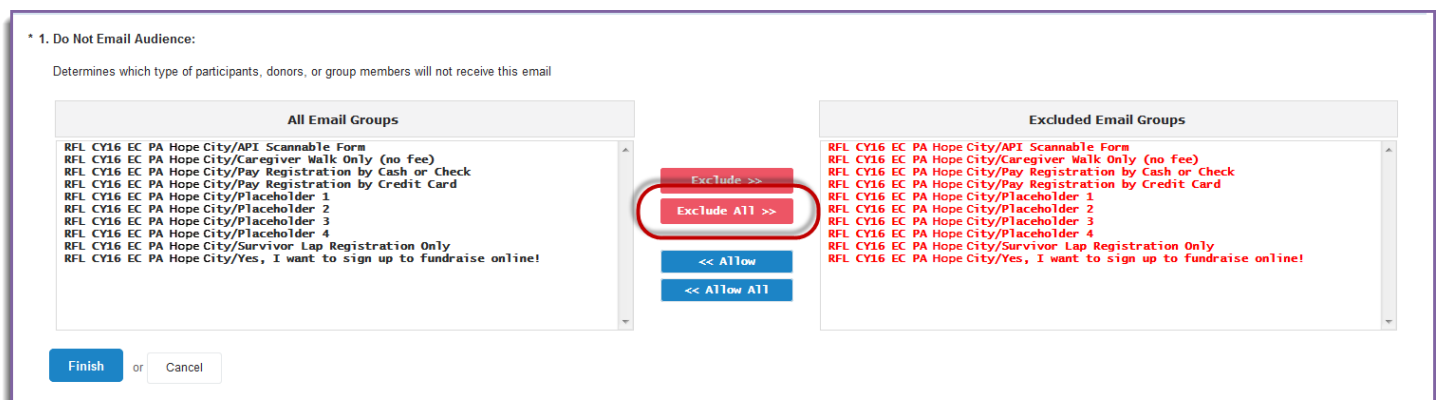 * 1. Do Not Email Audience:
Determines which type of participants, donors, or group members will not receive this email
All Email Groups
RFL CY16 EC PA Hope City/API Scannable Form
RFL CY16 EC PA Hope City/Caregiver Walk Only (no fee)
RFL CY16 EC PA Hope City/Pay Registration by Cash or Check
RFL CY16 EC PA Hope City/Pay Registration by Credit Card
RFL CY16 EC PA Hope City/Placeholder 1
RFL CY16 EC PA Hope City/Placeholder 2
RFL CY16 EC PA Hope City/Placeholder 3
RFL CY16 EC PA Hope City/Placeholder 4
RFL CY16 EC PA Hope City/Survivor Lap Registration Only
RFL CY16 EC PA Hope City/Yes, I want to sign up to fundraise online!
Exclude >>
Exclude All >>
<< Allow
<< Allow All
Excluded Email Groups
RFL CY16 EC PA Hope City/API Scannable Form
RFL CY16 EC PA Hope City/Caregiver Walk Only (no fee)
RFL CY16 EC PA Hope City/Pay Registration by Cash or Check
RFL CY16 EC PA Hope City/Pay Registration by Credit Card
RFL CY16 EC PA Hope City/Placeholder 1
RFL CY16 EC PA Hope City/Placeholder 2
RFL CY16 EC PA Hope City/Placeholder 3
RFL CY16 EC PA Hope City/Placeholder 4
RFL CY16 EC PA Hope City/Survivor Lap Registration Only
RFL CY16 EC PA Hope City/Yes, I want to sign up to fundraise online!
Finish or Cancel